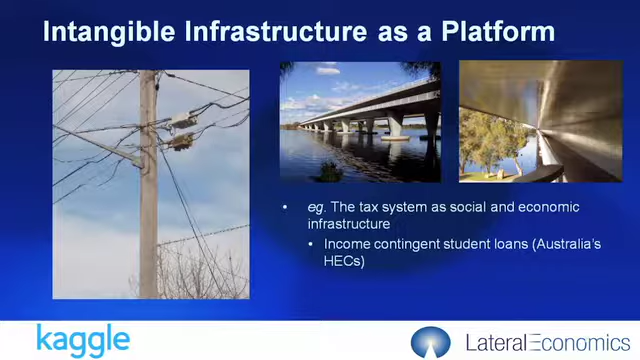 Intangible Infrastructure as a Platform
• eg. The tax system as social and economic
infrastructure
• Income contingent student loans (Australia's
HECs)
kaggle
LateralEconomics